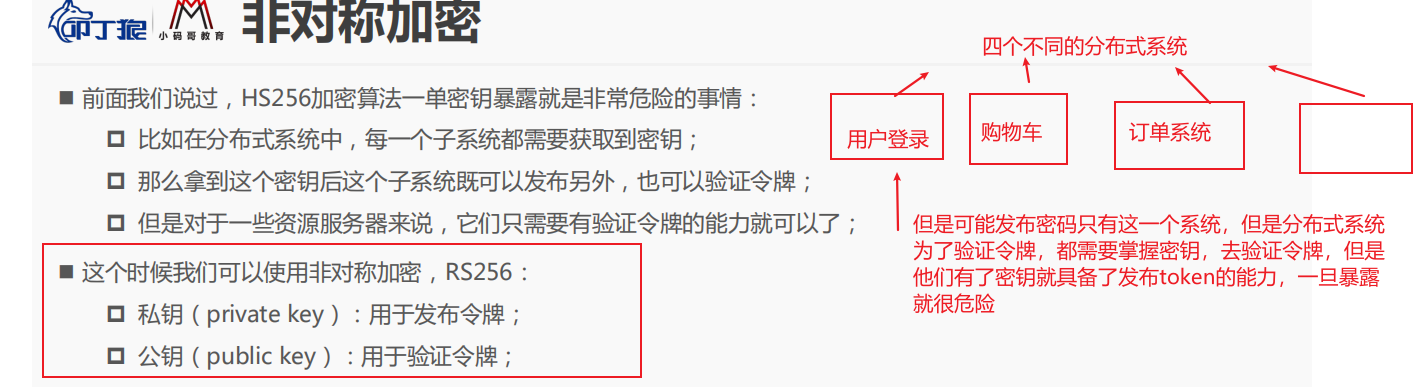 叩丁狼
小码哥教育
非对称加密
四个不同的分布式系统
■ 前面我们说过，HS256加密算法一单密钥暴露就是非常危险的事情：
比如在分布式系统中，每一个子系统都需要获取到密钥；
那么拿到这个密钥后这个子系统既可以发布另外，也可以验证令牌；
但是对于一些资源服务器来说，它们只需要有验证令牌的能力就可以了；
■ 这个时候我们可以使用非对称加密，RS256：
私钥（private key）：用于发布令牌；
公钥（public key）：用于验证令牌；
用户登录
购物车
订单系统
但是可能发布密码只有这一个系统，但是分布式系统
为了验证令牌，都需要掌握密钥，去验证令牌，但是
他们有了密钥就具备了发布token的能力，一旦暴露
就很危险